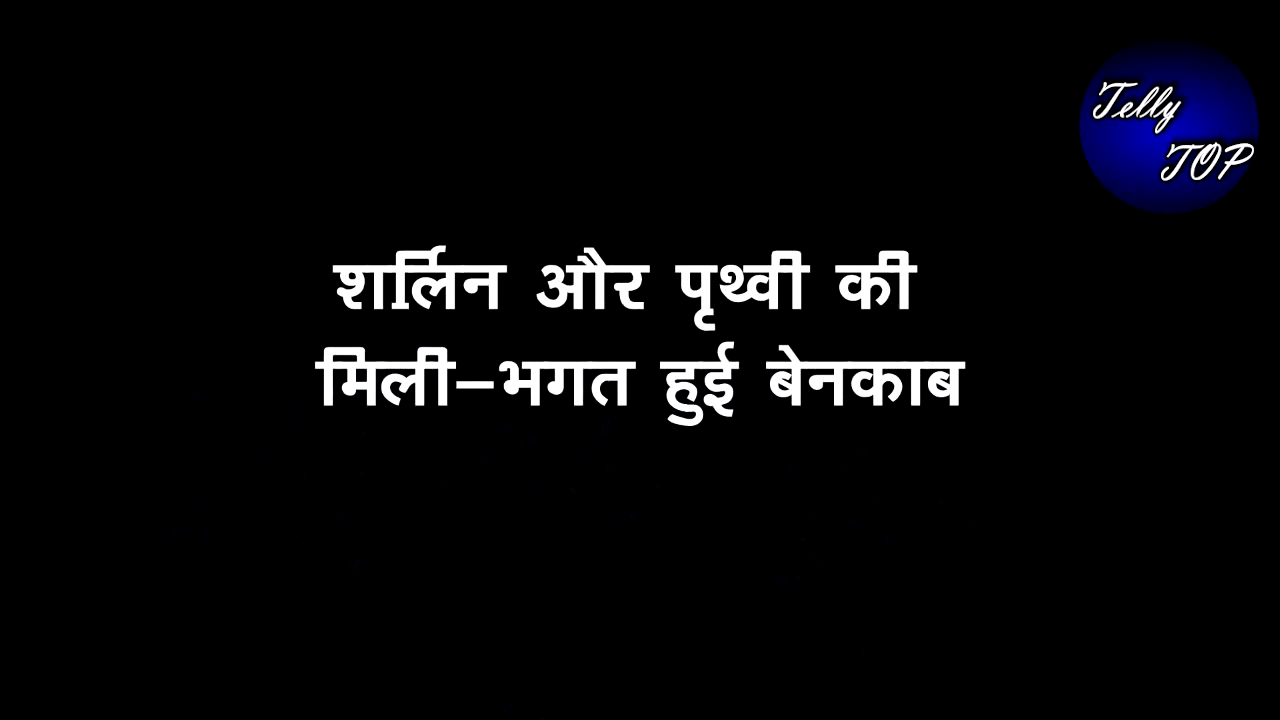 Telly
TOP
शर्लिन और पृथ्वी की
मिली-भगत हुई बेनकाब